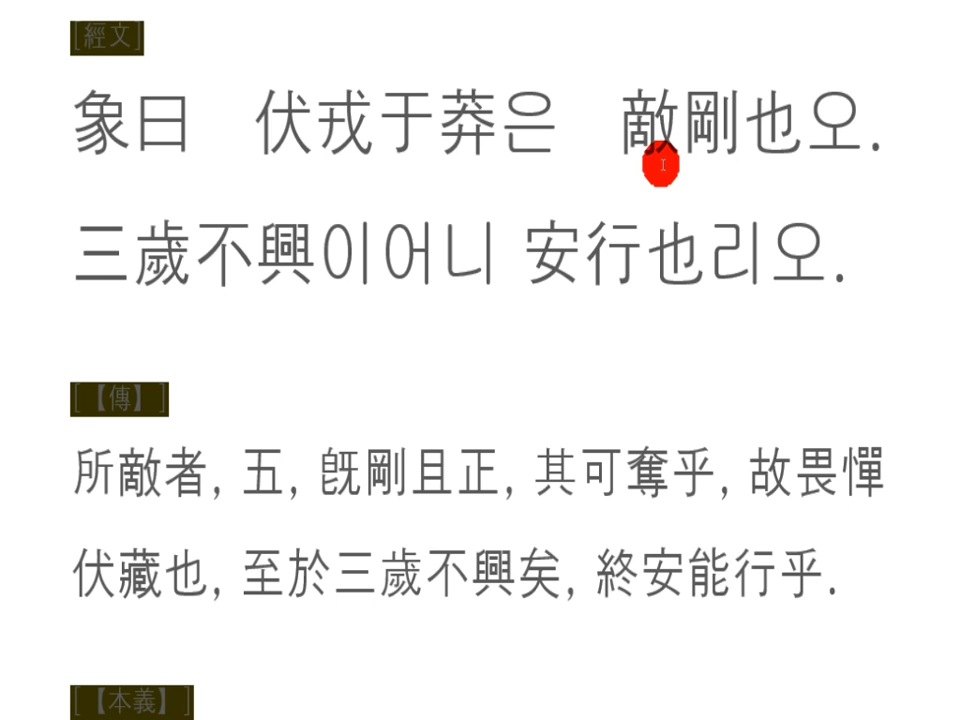 [經文]
象曰 伏戎于莽은 敵剛也오.
三歲不興이어니 安行也리오.
[【傳】]
所敵者, 五, 旣剛且正, 其可奪乎, 故畏憚
伏藏也, 至於三歲不興矣, 終安能行乎.
[【本義】]